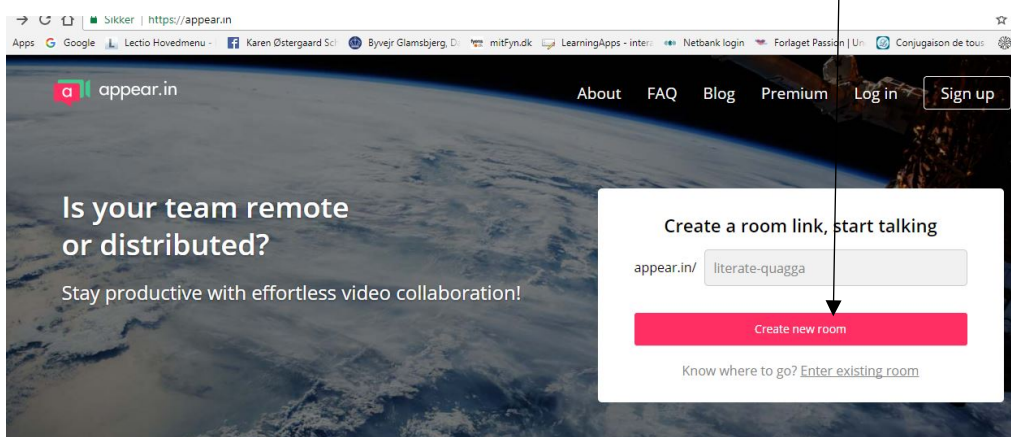 Sikker | https://appear.in
Apps Google Lectio Hovedmenu - Karen Østergaard Sch Byvejr Glamsbjerg, D mitFyn.dk LearningApps - inter Netbank login Forlaget Passion | Un Conjugaison de tous
a appear.in
About FAQ Blog Premium Log in Sign up
Is your team remote
or distributed?
Stay productive with effortless video collaboration!
Create a room link, start talking
appear.in/ literate-quagga
Create new room
Know where to go? Enter existing room